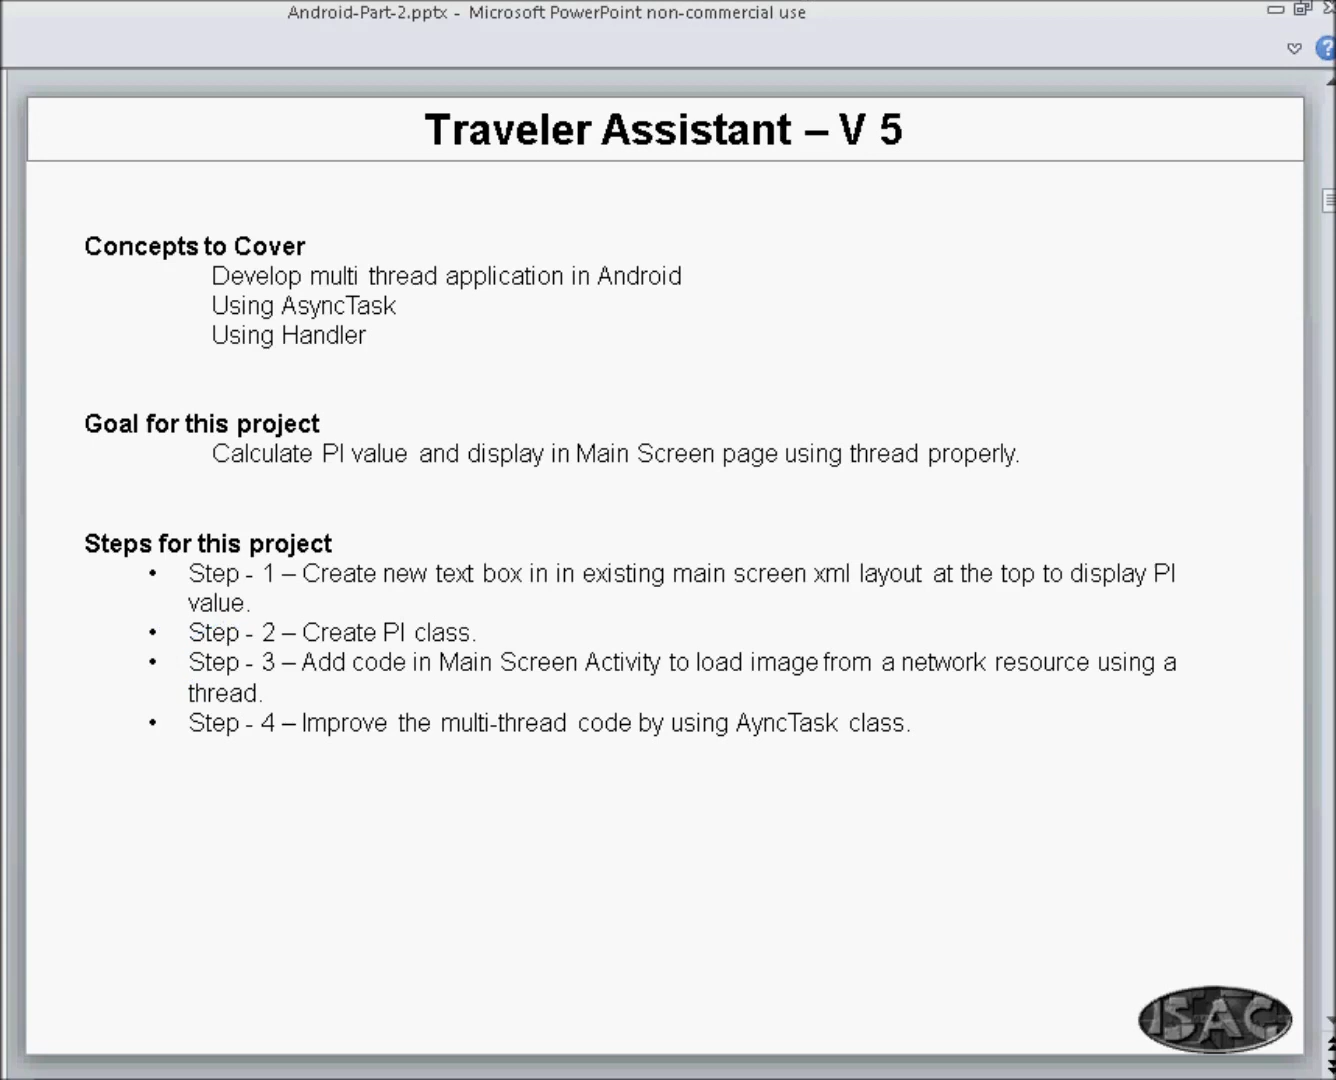 Android-Part-2.pptx - Microsoft PowerPoint non-commercial use
Traveler Assistant – V 5
Concepts to Cover
Develop multi thread application in Android
Using AsyncTask
Using Handler
Goal for this project
Calculate PI value and display in Main Screen page using thread properly.
Steps for this project
• Step - 1 – Create new text box in in existing main screen xml layout at the top to display PI
value.
• Step - 2 – Create PI class.
• Step - 3 – Add code in Main Screen Activity to load image from a network resource using a
thread.
• Step - 4 – Improve the multi-thread code by using AyncTask class.
ISAC